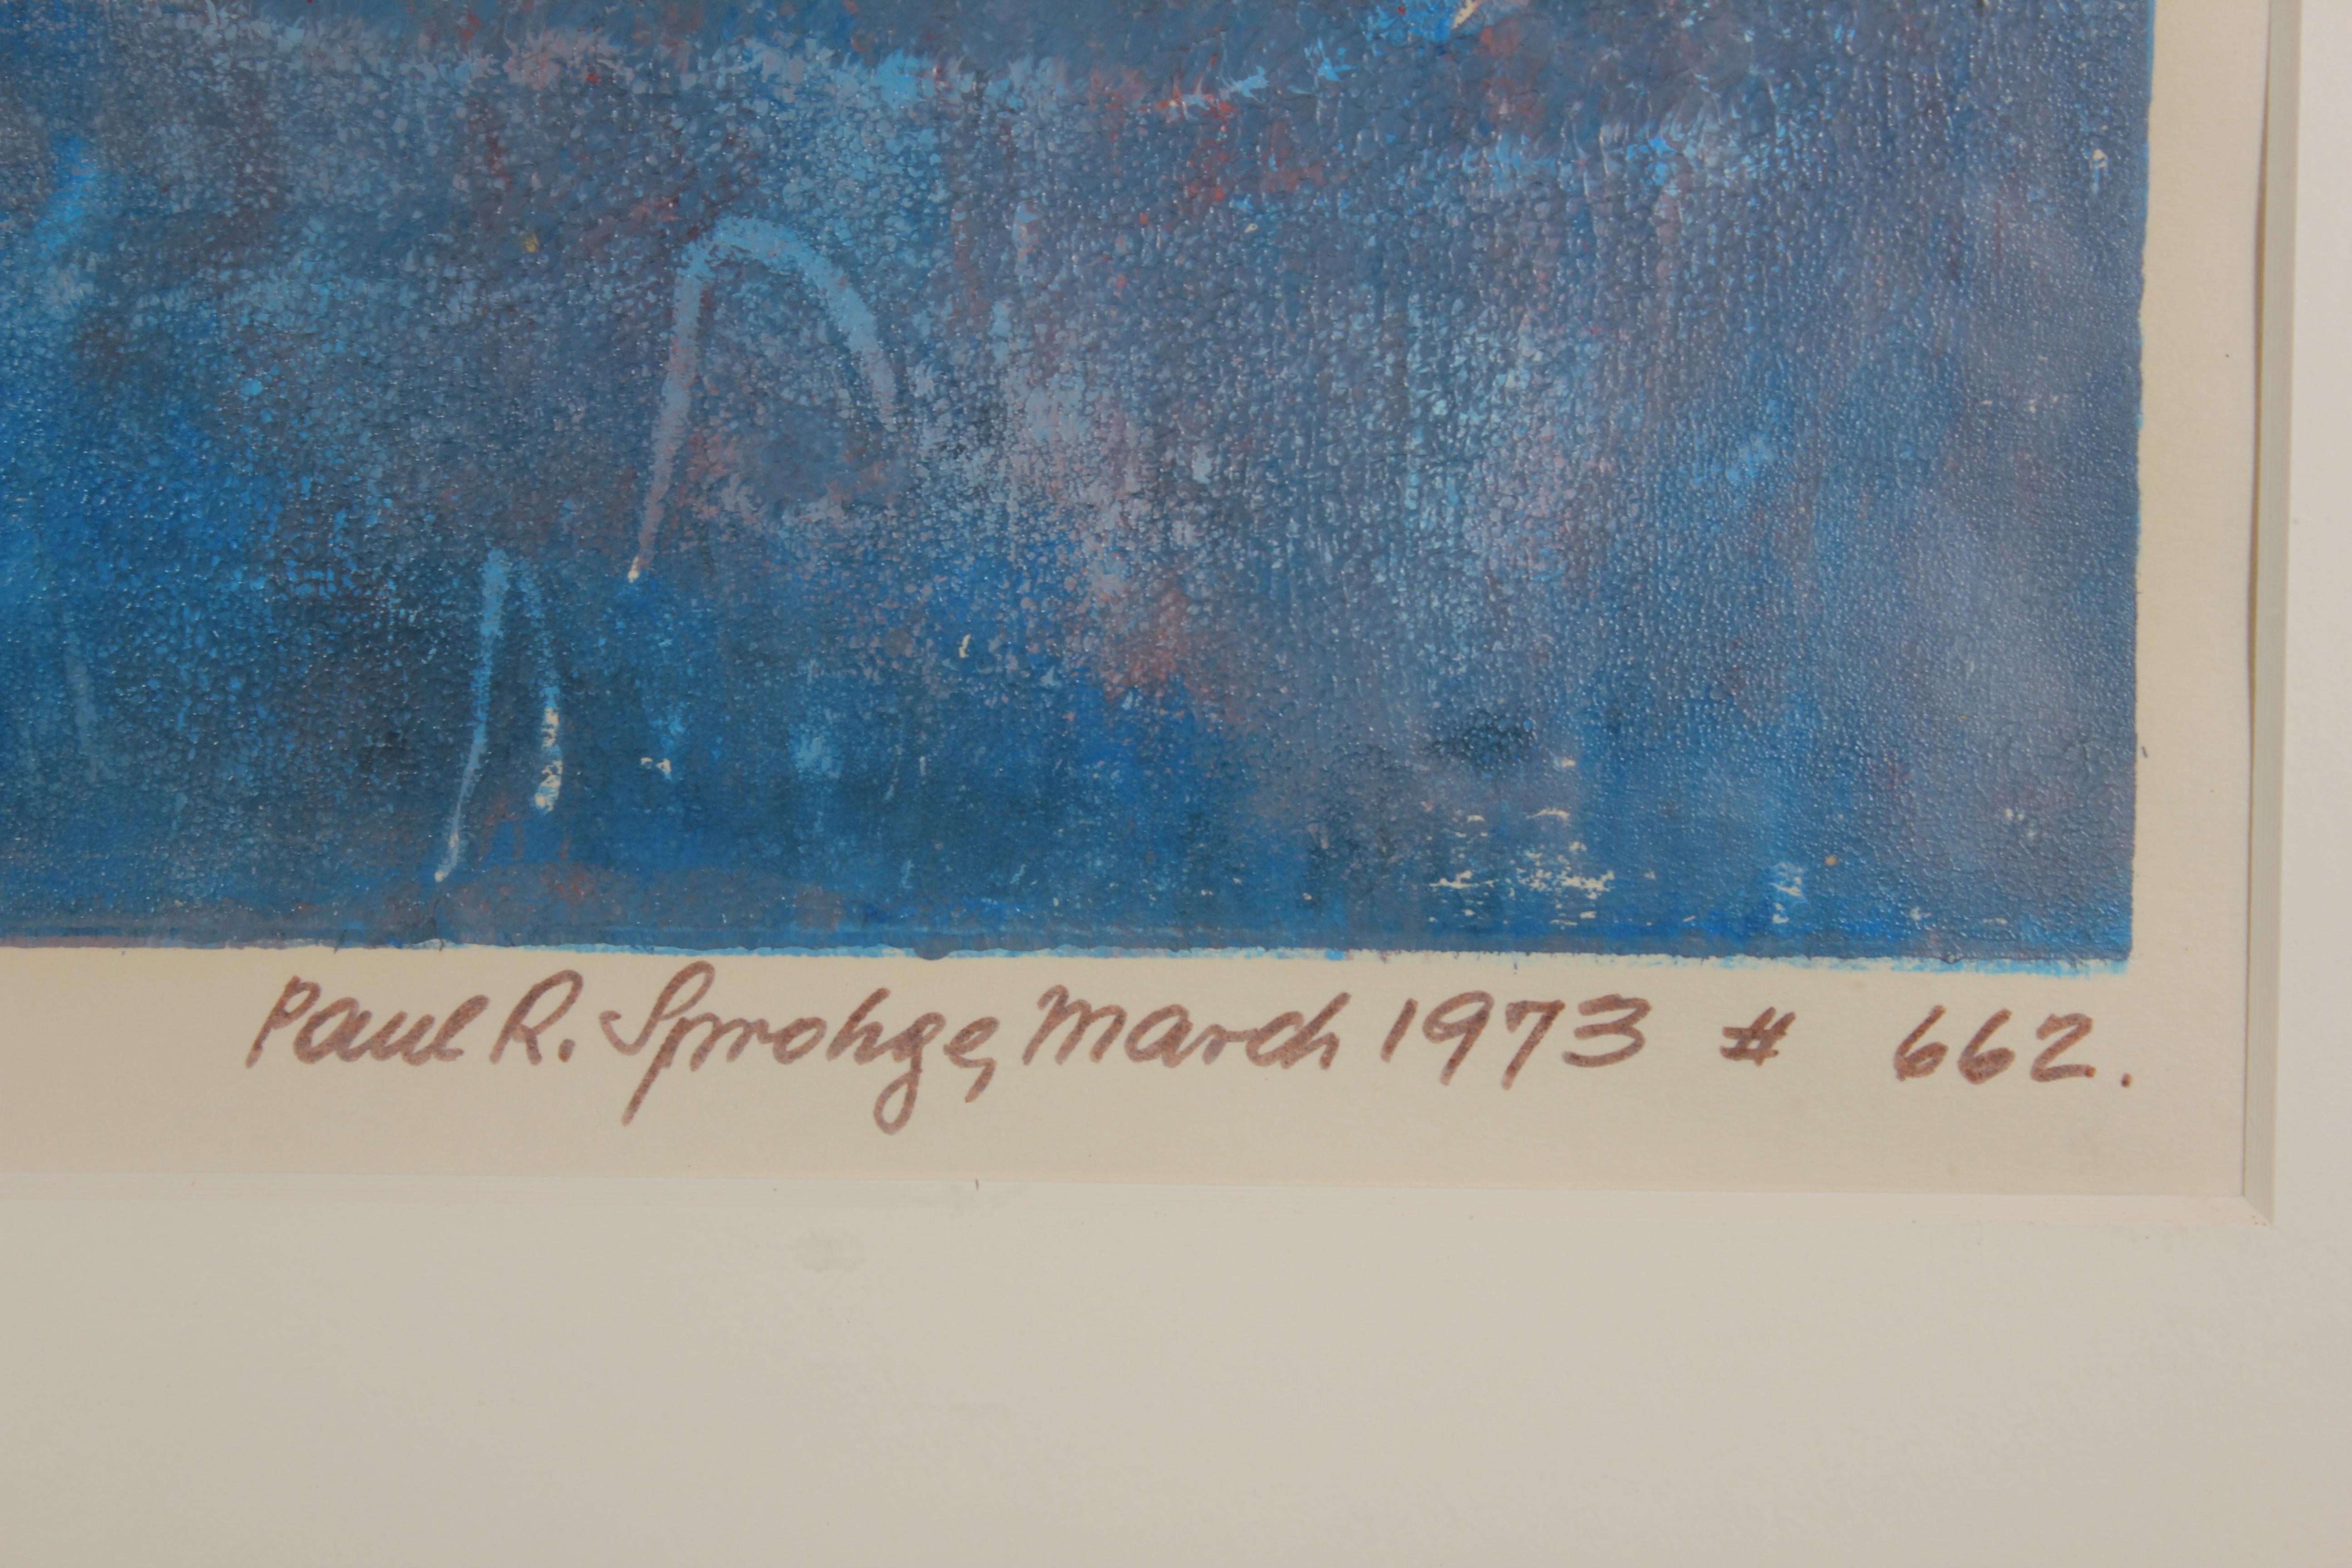 Paul R. Sprohge, March 1973 # 662.